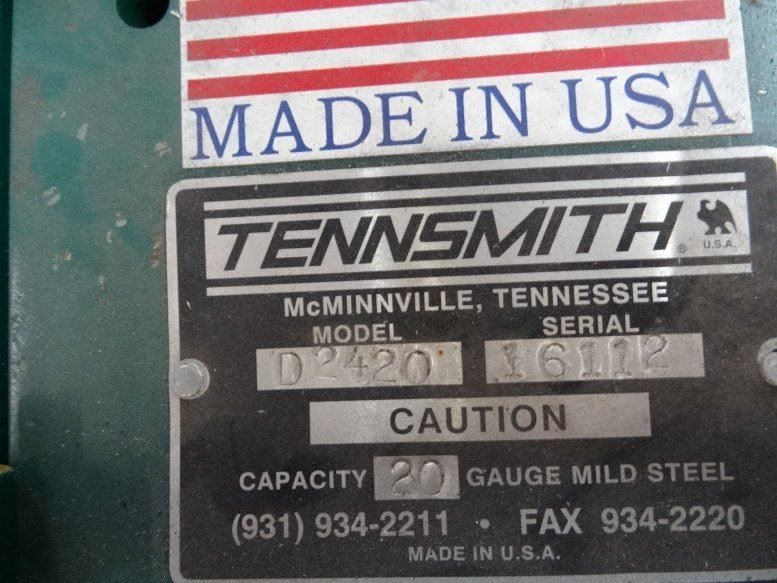 MADE IN USA
TENNSMITH®
U.S.A.
McMINNVILLE, TENNESSEE
MODEL SERIAL
D2420 16112
CAUTION
CAPACITY 20 GAUGE MILD STEEL
(931) 934-2211 • FAX 934-2220
MADE IN U.S.A.